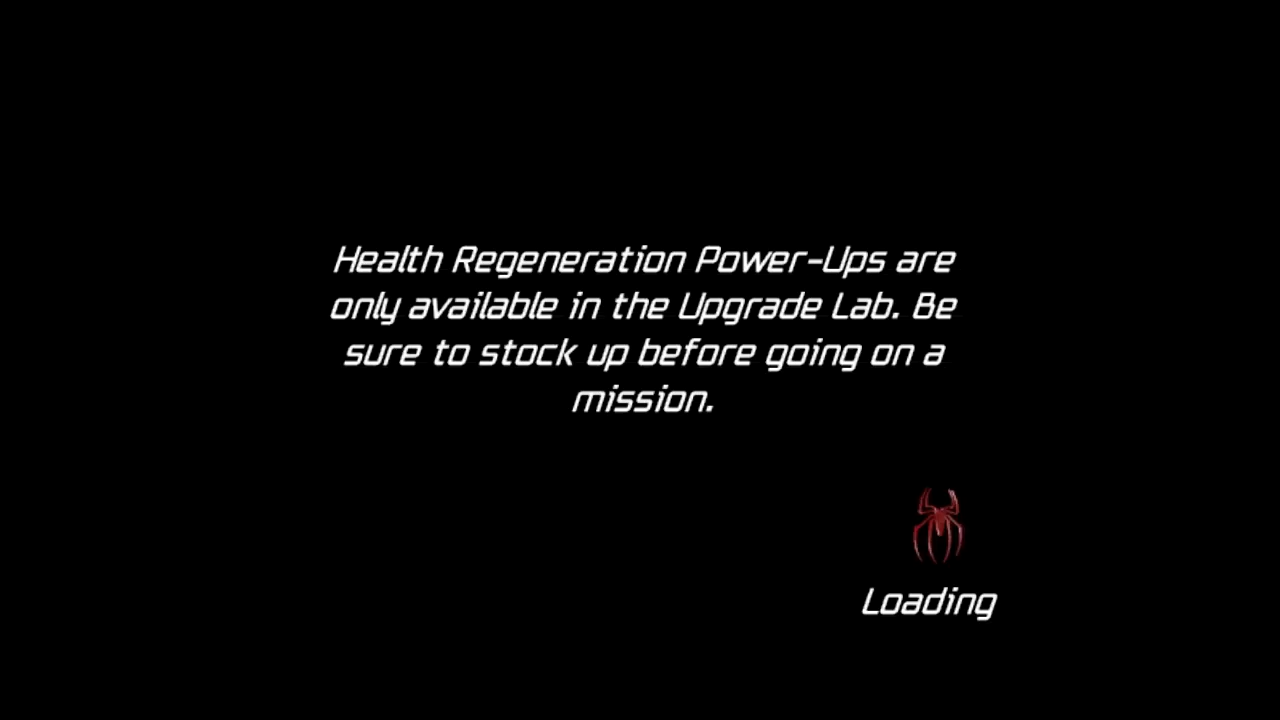 Health Regeneration Power-Ups are
only available in the Upgrade Lab. Be
sure to stock up before going on a
mission.
Loading